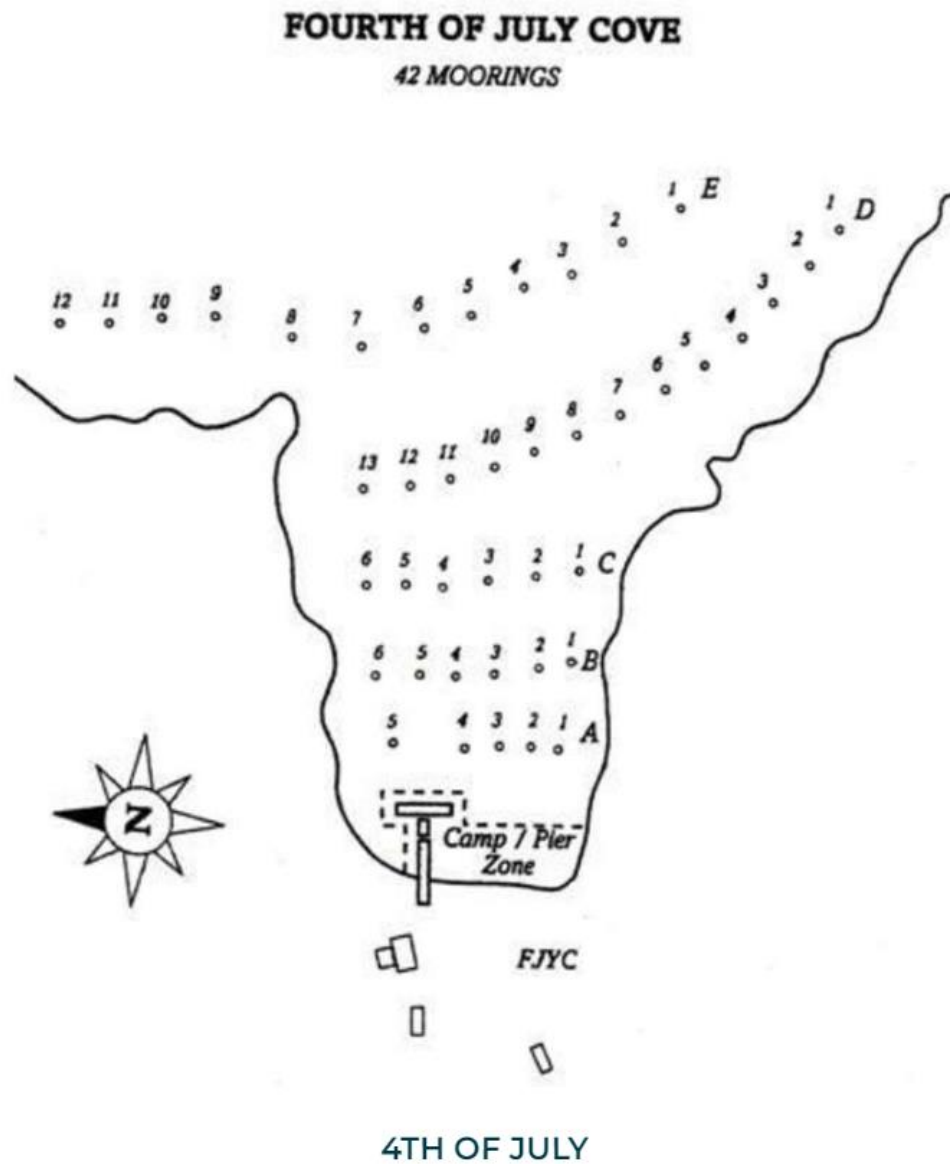 FOURTH OF JULY COVE
42 MOORINGS
1 E
1 D
2
2
3
3
4
5
12 11 10 9
6
8
7
4
5
6
7
8
9
10
11
12
13
6 5 4 3 2 1 C
6 5 4 3 2 1 B
5 4 3 2 1 A
N
Camp 7 Pier
Zone
FJYC
4TH OF JULY